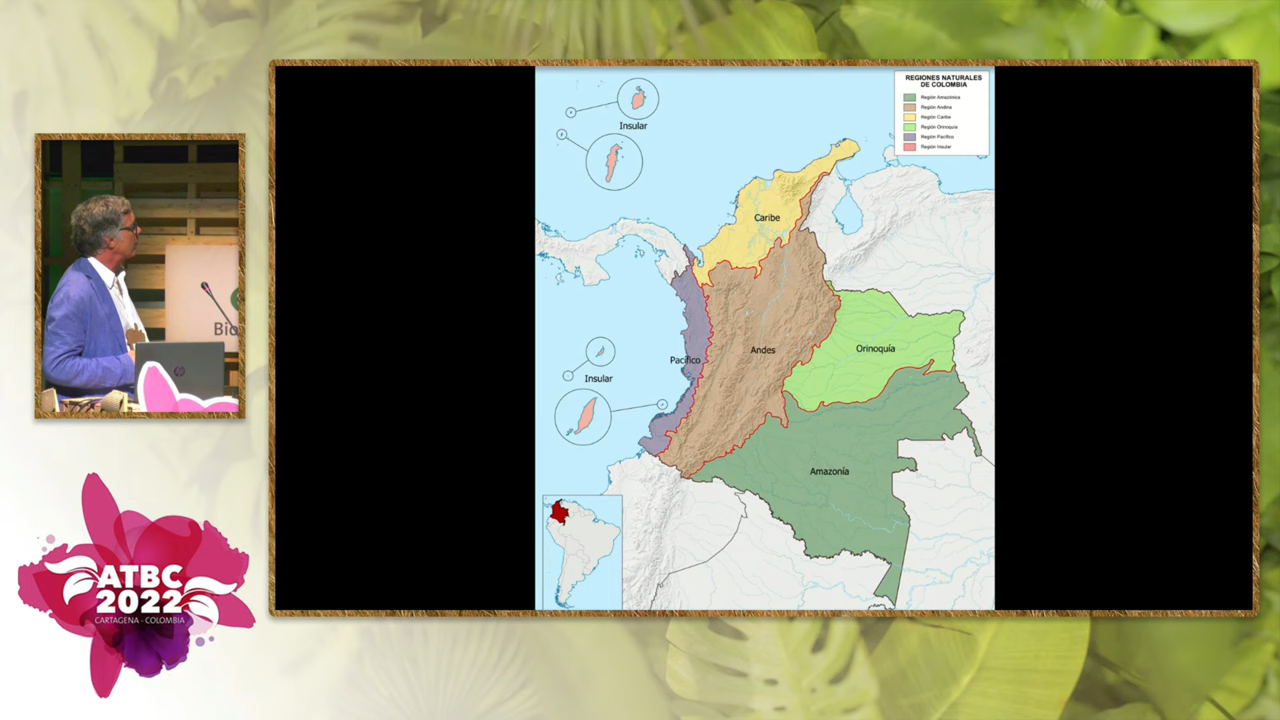 REGIONES NATURALES
DE COLOMBIA
Región Amazónica
Región Andina
Región Caribe
Región Orinoquía
Región Pacífico
Región Insular
Insular
Caribe
Pacífico
Andes
Orinoquía
Insular
Amazonía
Bio
ATBC
2022
CARTAGENA - COLOMBIA